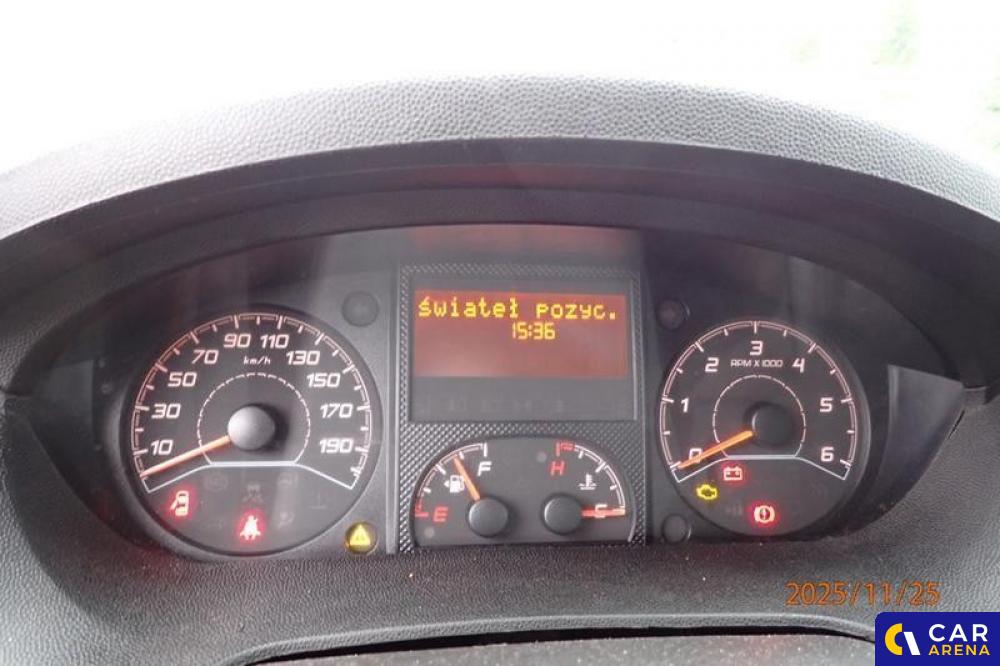 świateł pozyc.
15:36
10 30 50 70 90 110 130 150 170 190
km/h
0 1 2 3 4 5 6
RPM X 1000
E F
H C
2025/11/25
CAR
ARENA